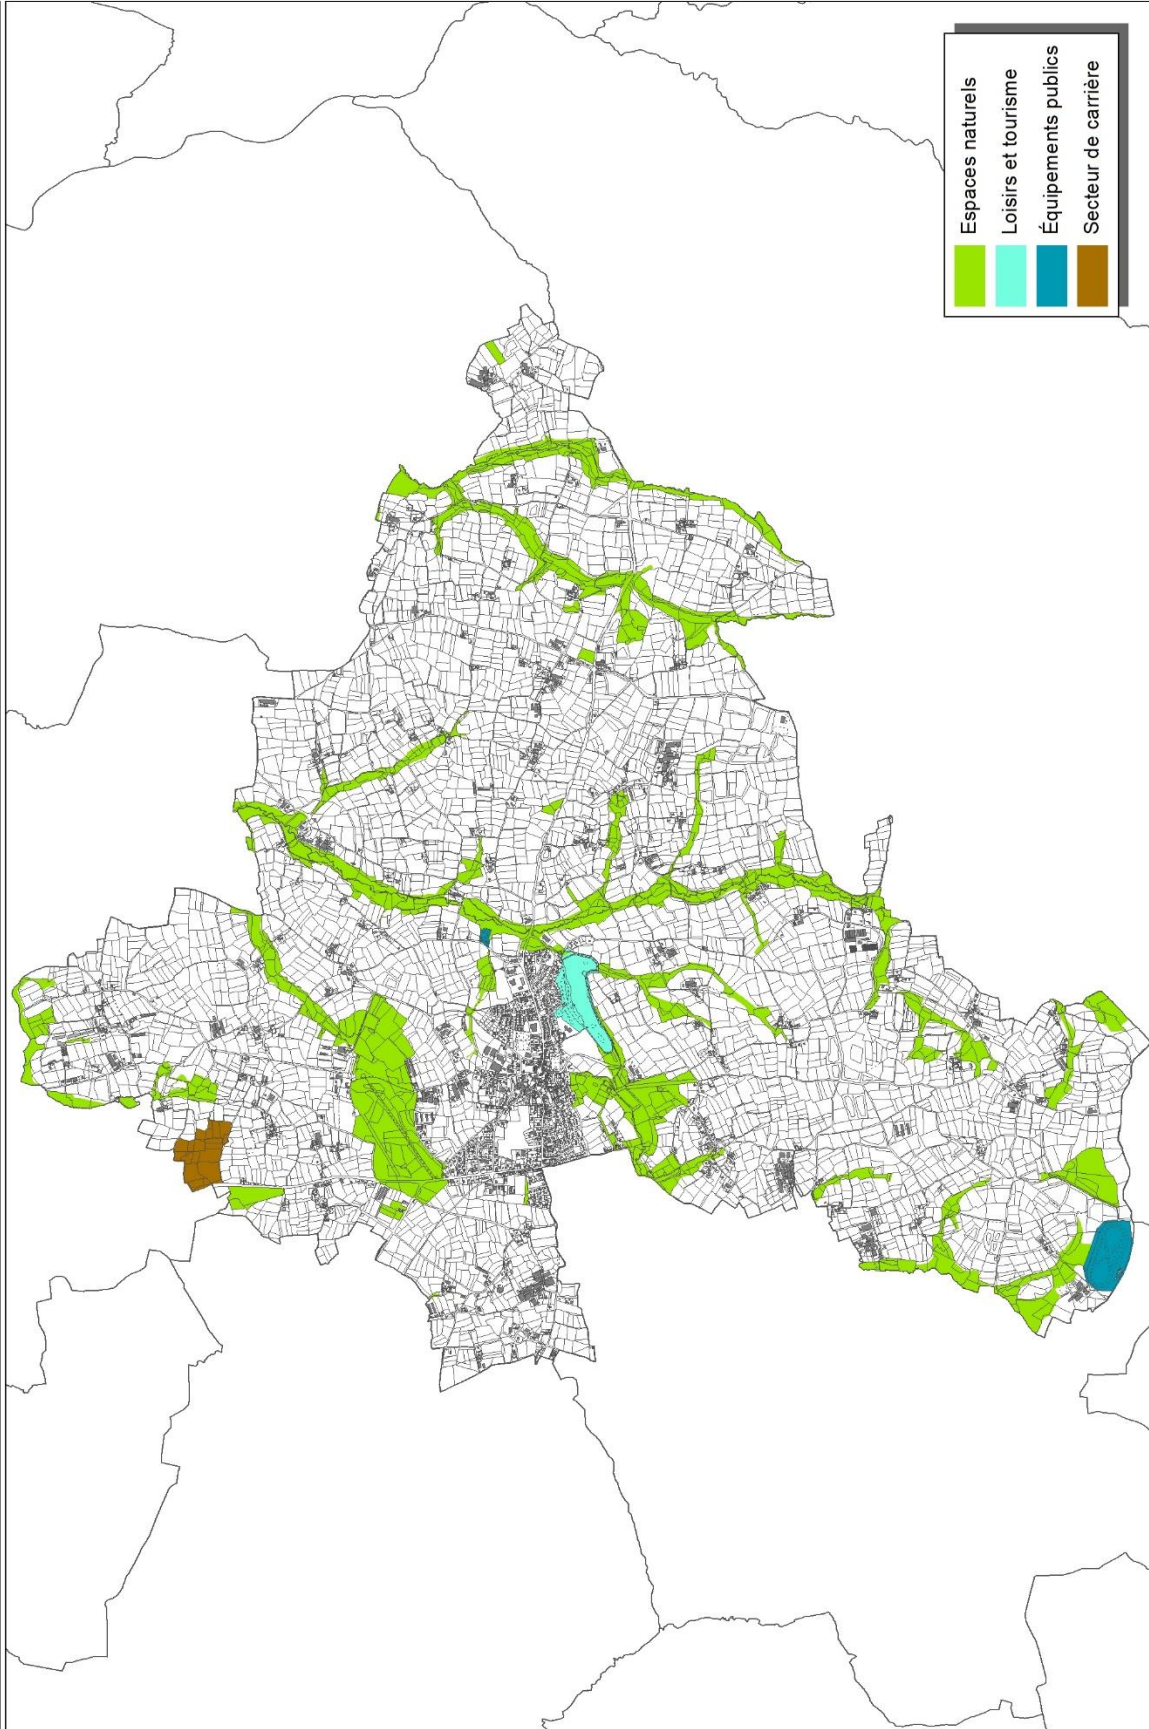 Espaces naturels
Loisirs et tourisme
Équipements publics
Secteur de carrière